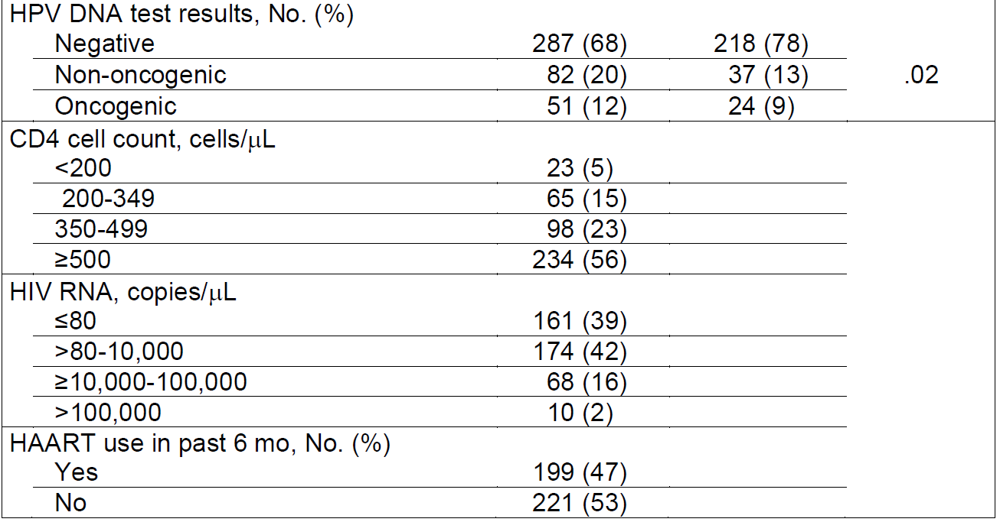 HPV DNA test results, No. (%)
Negative 287 (68) 218 (78)
Non-oncogenic 82 (20) 37 (13) .02
Oncogenic 51 (12) 24 (9)
CD4 cell count, cells/μL
<200 23 (5)
200-349 65 (15)
350-499 98 (23)
≥500 234 (56)
HIV RNA, copies/μL
≤80 161 (39)
>80-10,000 174 (42)
≥10,000-100,000 68 (16)
>100,000 10 (2)
HAART use in past 6 mo, No. (%)
Yes 199 (47)
No 221 (53)